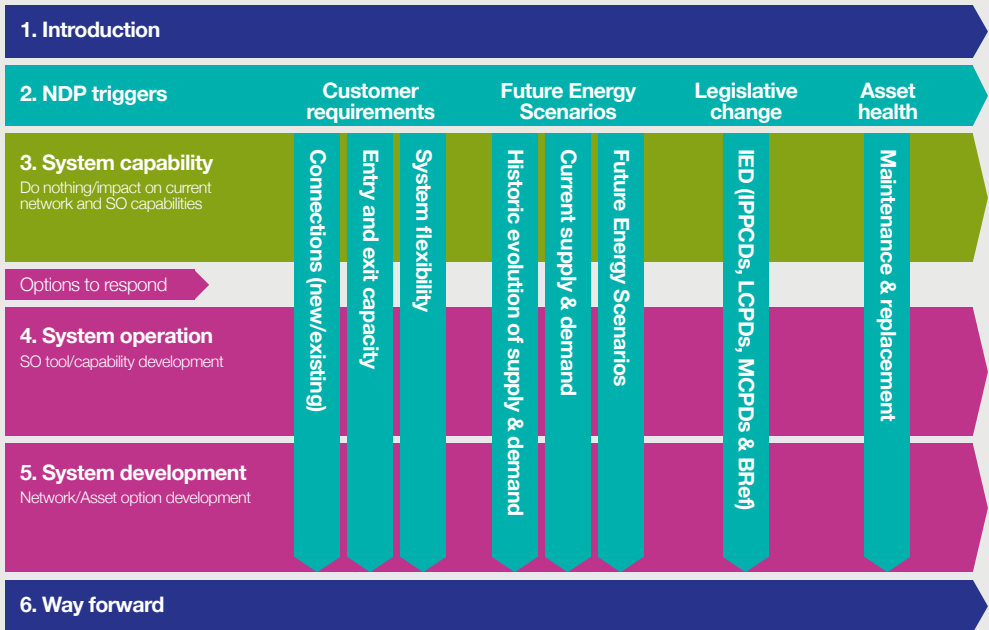 1. Introduction
2. NDP triggers
Customer
requirements
Future Energy
Scenarios
Legislative
change
Asset
health
3. System capability
Do nothing/impact on current
network and SO capabilities
Connections (new/existing)
Entry and exit capacity
System flexibility
Historic evolution of supply & demand
Current supply & demand
Future Energy Scenarios
IED (IPPCDs, LCPDs, MCPDs & BRef)
Maintenance & replacement
Options to respond
4. System operation
SO tool/capability development
5. System development
Network/Asset option development
6. Way forward